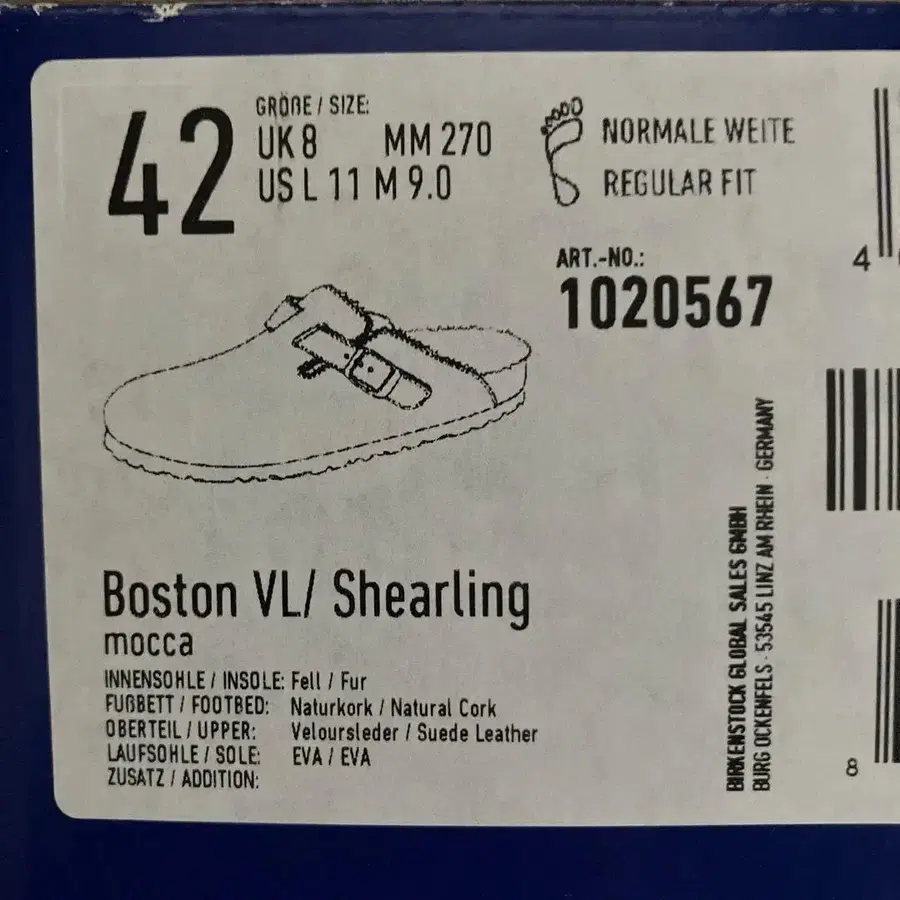 42
GRÖẞE / SIZE:
UK 8 MM 270
US L 11 M 9.0
NORMALE WEITE
REGULAR FIT
ART.-NO.:
1020567
4
Boston VL/ Shearling
mocca
INNENSOHLE / INSOLE: Fell / Fur
FUẞBETT / FOOTBED: Naturkork / Natural Cork
OBERTEIL / UPPER: Veloursleder / Suede Leather
LAUFSOHLE / SOLE: EVA / EVA
ZUSATZ / ADDITION:
BIRKENSTOCK GLOBAL SALES GMBH
BURG OCKENFELS · 53545 LINZ AM RHEIN · GERMANY
8